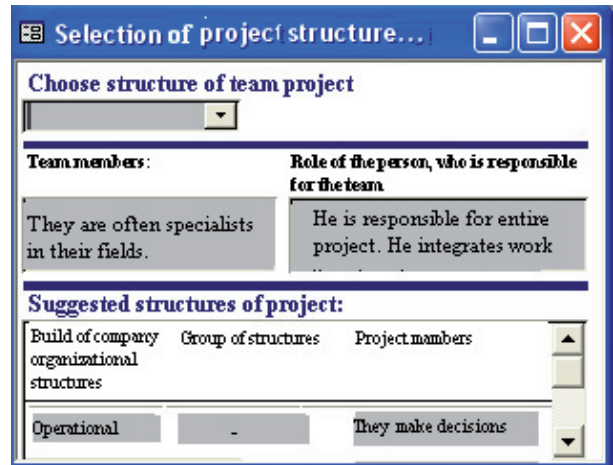 Selection of project structure...
Choose structure of team project
Team members:
Role of the person, who is responsible
for the team
They are often specialists
in their fields.
He is responsible for entire
project. He integrates work
Suggested structures of project:
Build of company
organizational
structures
Group of structures
Project mambers
Operational
-
They make decisions